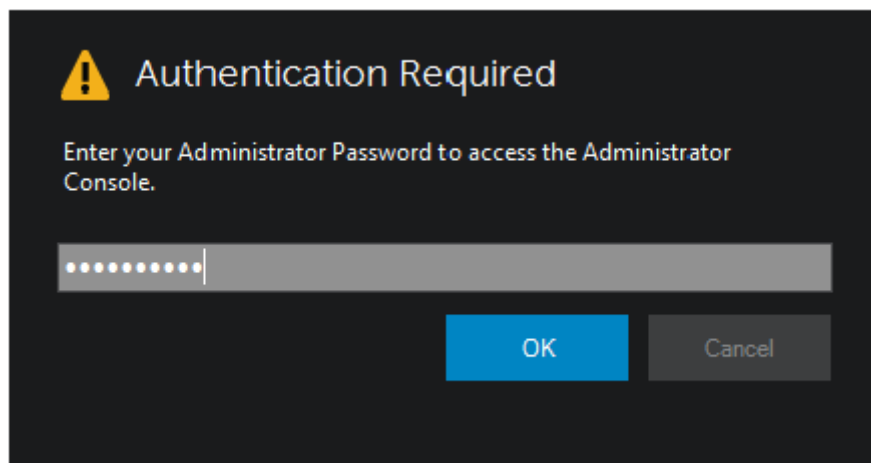 Authentication Required
Enter your Administrator Password to access the Administrator
Console.
••••••••••
OK
Cancel